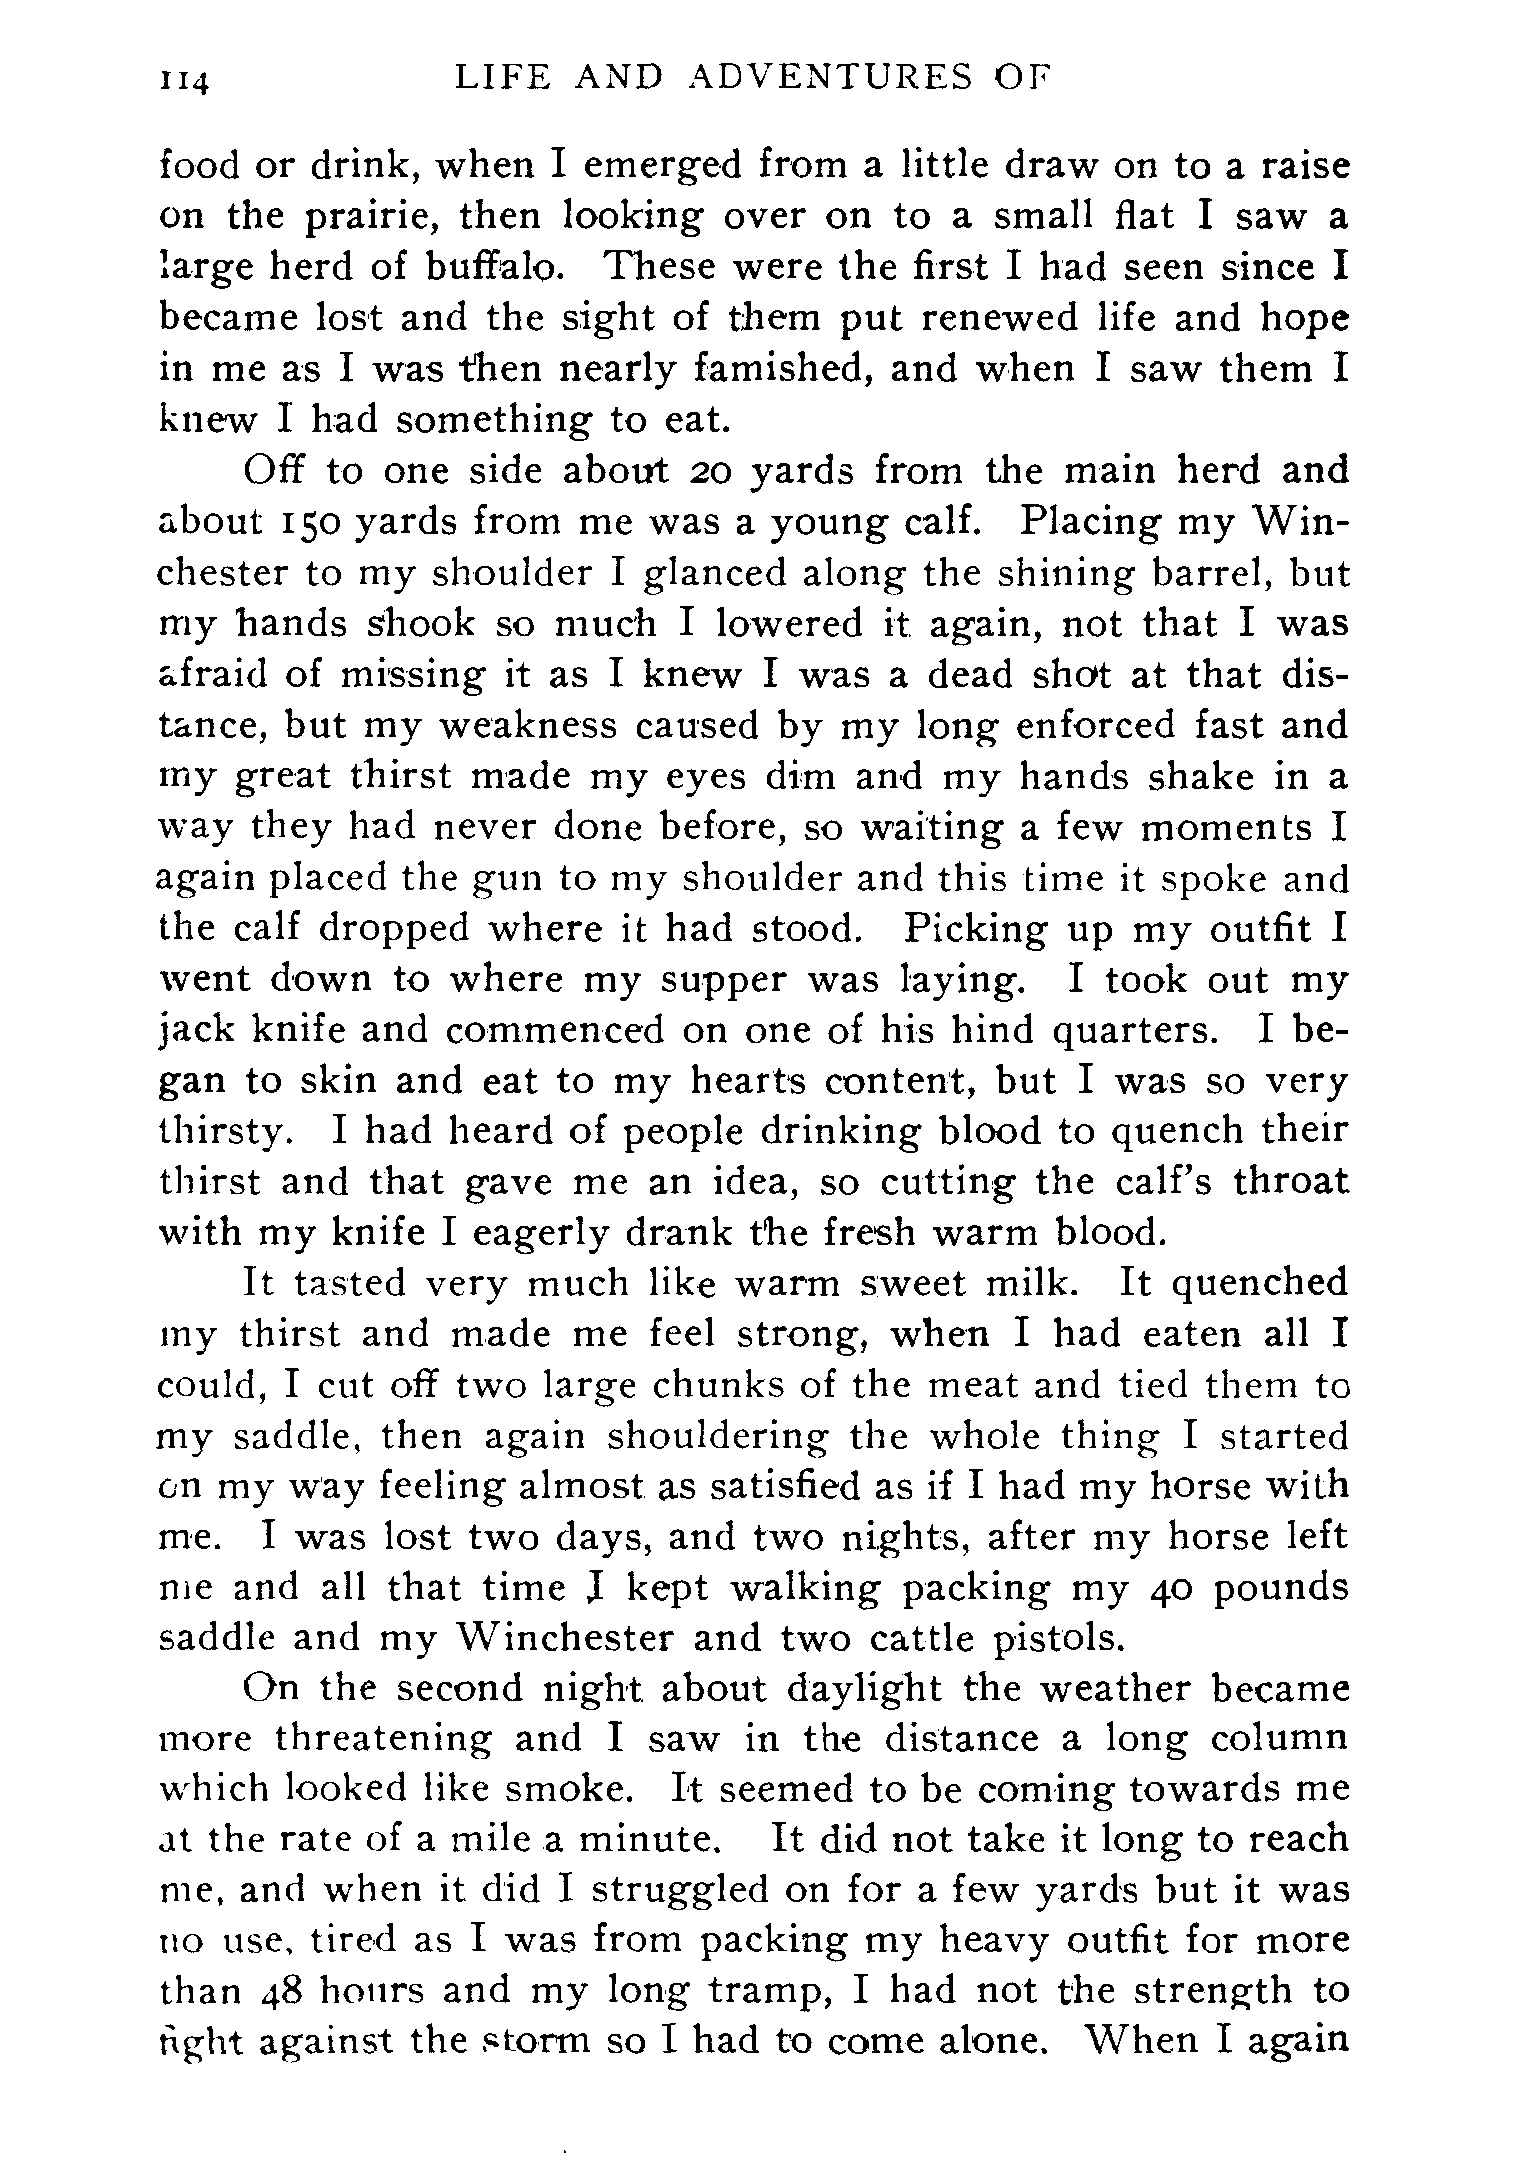 114 LIFE AND ADVENTURES OF
food or drink, when I emerged from a little draw on to a raise
on the prairie, then looking over on to a small flat I saw a
large herd of buffalo. These were the first I had seen since I
became lost and the sight of them put renewed life and hope
in me as I was then nearly famished, and when I saw them I
knew I had something to eat.
Off to one side about 20 yards from the main herd and
about 150 yards from me was a young calf. Placing my Win-
chester to my shoulder I glanced along the shining barrel, but
my hands shook so much I lowered it again, not that I was
afraid of missing it as I knew I was a dead shot at that dis-
tance, but my weakness caused by my long enforced fast and
my great thirst made my eyes dim and my hands shake in a
way they had never done before, so waiting a few moments I
again placed the gun to my shoulder and this time it spoke and
the calf dropped where it had stood. Picking up my outfit I
went down to where my supper was laying. I took out my
jack knife and commenced on one of his hind quarters. I be-
gan to skin and eat to my hearts content, but I was so very
thirsty. I had heard of people drinking blood to quench their
thirst and that gave me an idea, so cutting the calf's throat
with my knife I eagerly drank the fresh warm blood.
It tasted very much like warm sweet milk. It quenched
my thirst and made me feel strong, when I had eaten all I
could, I cut off two large chunks of the meat and tied them to
my saddle, then again shouldering the whole thing I started
on my way feeling almost as satisfied as if I had my horse with
me. I was lost two days, and two nights, after my horse left
me and all that time I kept walking packing my 40 pounds
saddle and my Winchester and two cattle pistols.
On the second night about daylight the weather became
more threatening and I saw in the distance a long column
which looked like smoke. It seemed to be coming towards me
at the rate of a mile a minute. It did not take it long to reach
me, and when it did I struggled on for a few yards but it was
no use, tired as I was from packing my heavy outfit for more
than 48 hours and my long tramp, I had not the strength to
fight against the storm so I had to come alone. When I again